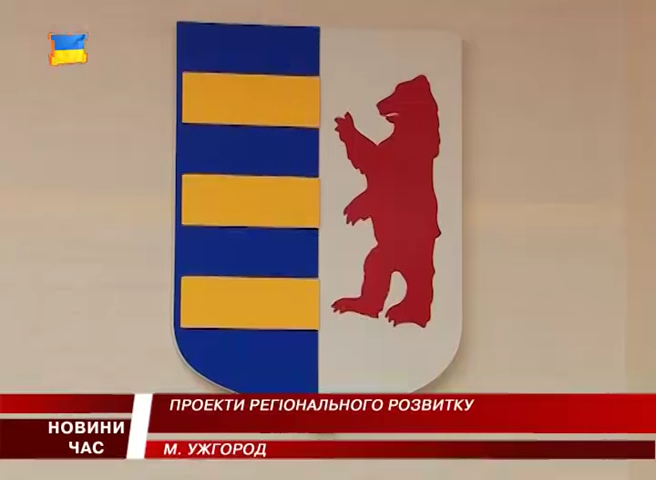 ПРОЕКТИ РЕГІОНАЛЬНОГО РОЗВИТКУ
НОВИНИ
ЧАС
М. УЖГОРОД